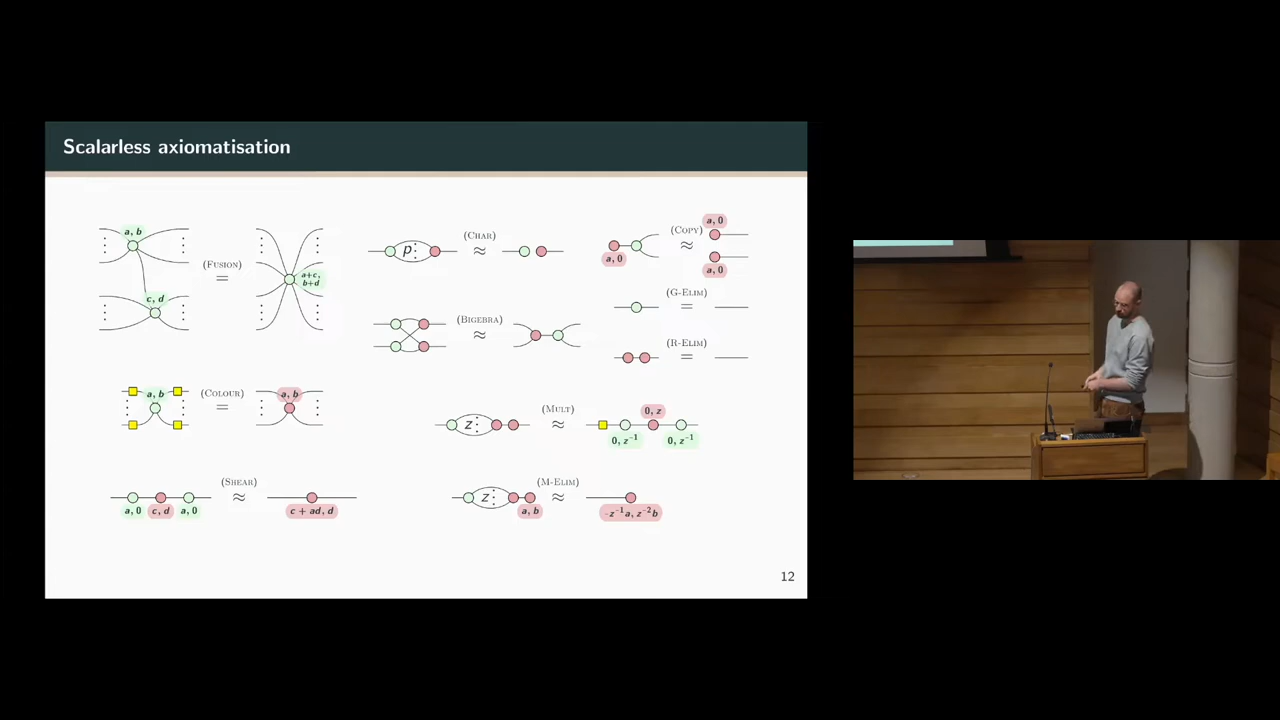 Scalarless axiomatisation
a, b
c, d
(Fusion)
=
a+c,
b+d
p
(Char)
≈
a, 0
(Copy)
≈
a, 0
a, 0
(G-Elim)
=
(Bigebra)
≈
(R-Elim)
=
a, b
(Colour)
=
a, b
z
(Mult)
≈
0, z⁻¹
0, z
0, z⁻¹
a, 0
c, d
a, 0
(Shear)
≈
c + ad, d
z
a, b
(M-Elim)
≈
-z⁻¹a, z⁻²b
12